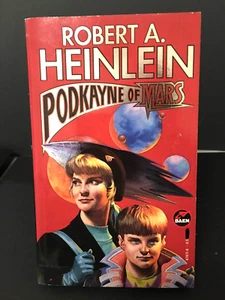 ROBERT A.
HEINLEIN
PODKAYNE OF MARS
BAEN